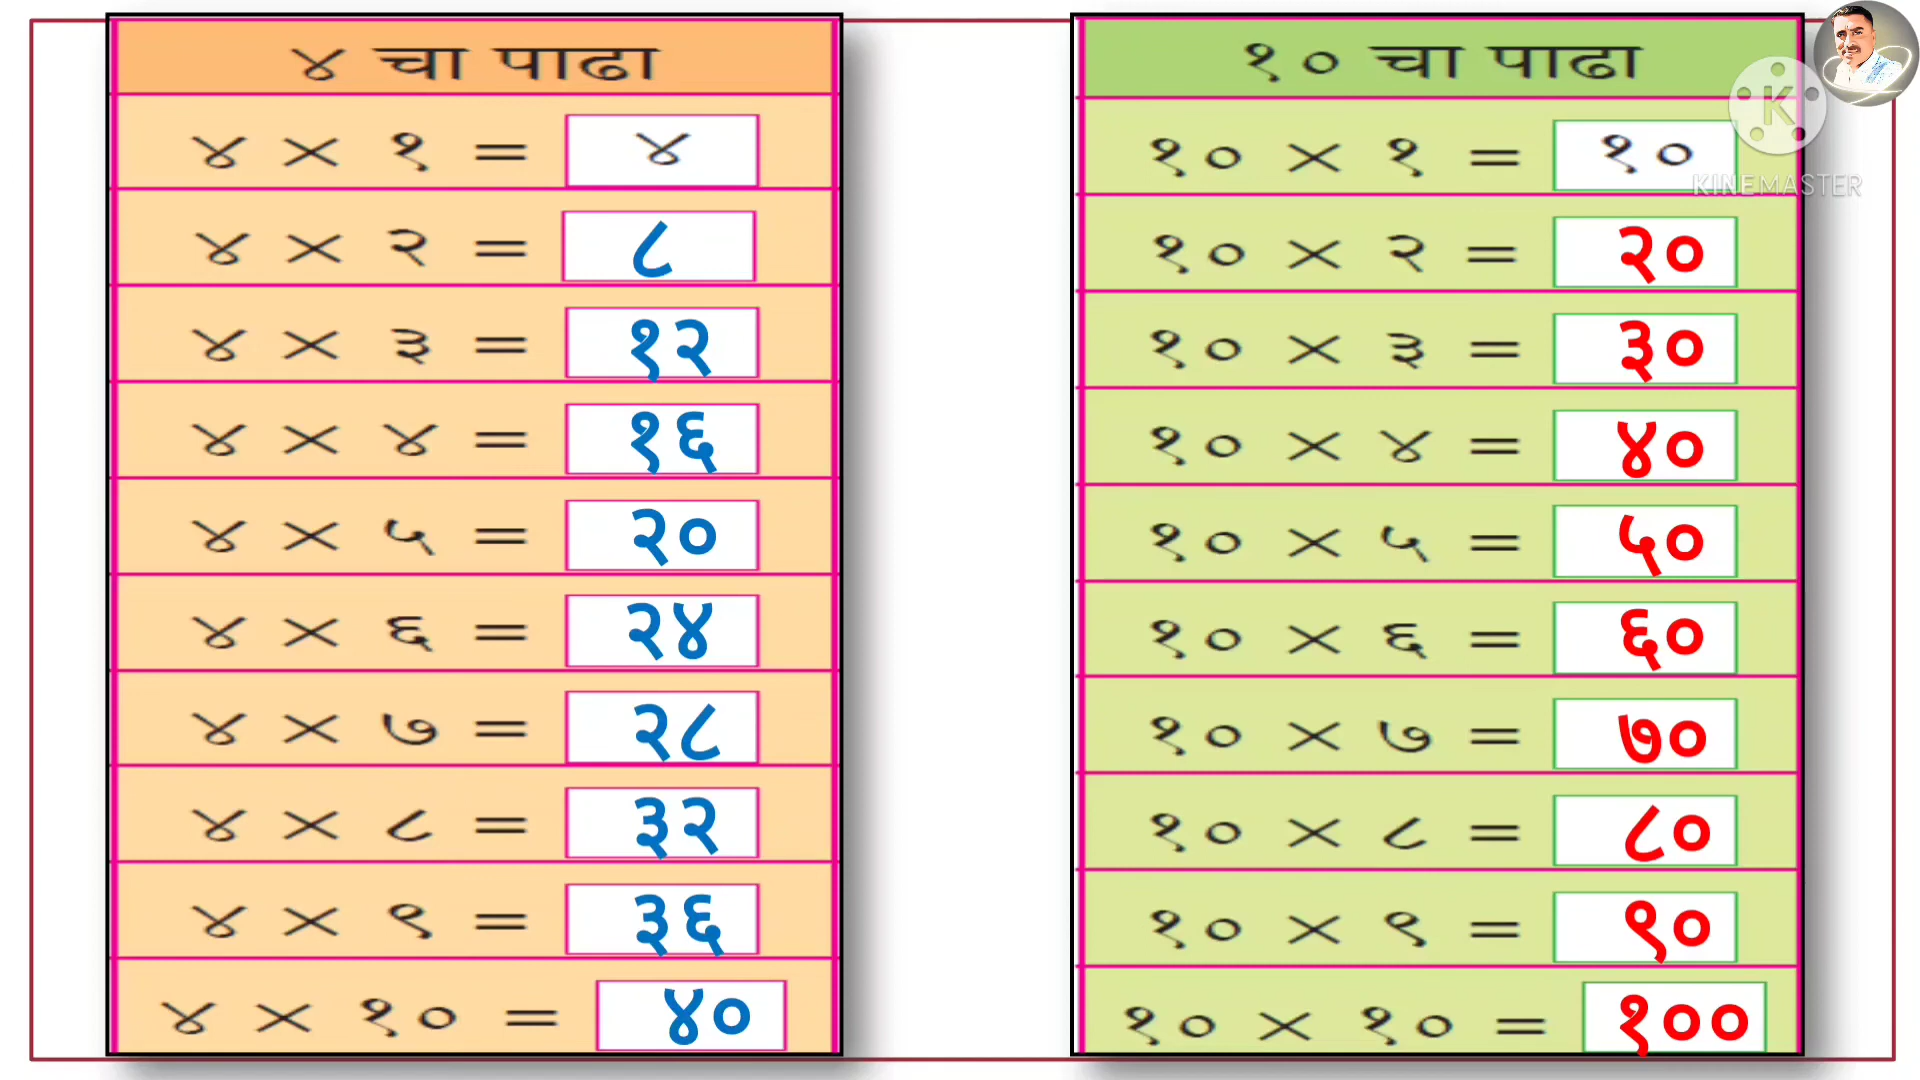 ४ चा पाढा
४ × १ = ४
४ × २ = ८
४ × ३ = १२
४ × ४ = १६
४ × ५ = २०
४ × ६ = २४
४ × ७ = २८
४ × ८ = ३२
४ × ९ = ३६
४ × १० = ४०
१० चा पाढा
१० × १ = १०
१० × २ = २०
१० × ३ = ३०
१० × ४ = ४०
१० × ५ = ५०
१० × ६ = ६०
१० × ७ = ७०
१० × ८ = ८०
१० × ९ = ९०
१० × १० = १००
K
KINEMASTER